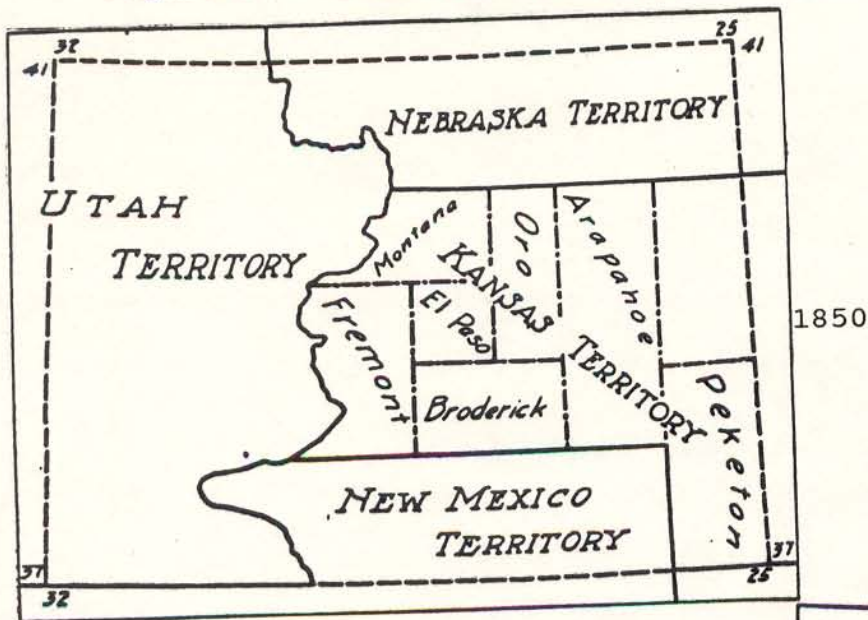 32
25
41
41
NEBRASKA TERRITORY
UTAH
TERRITORY
Montana
Oro
Arapahoe
KANSAS
TERRITORY
Fremont
El Paso
Broderick
Peketon
1850
NEW MEXICO
TERRITORY
37
37
32
25